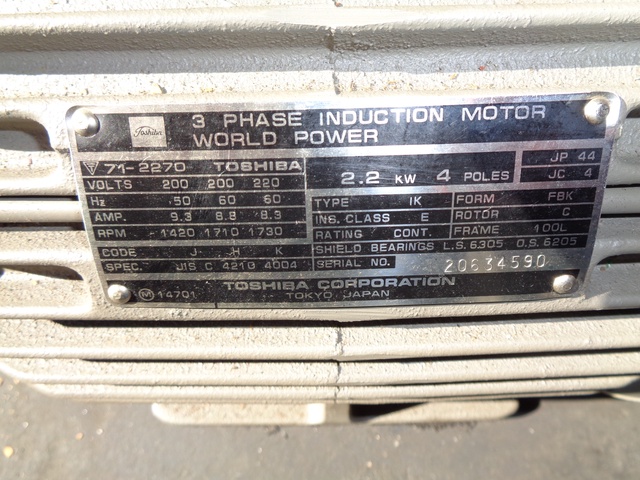 Toshiba
3 PHASE INDUCTION MOTOR
WORLD POWER
71-2270 TOSHIBA
VOLTS 200 200 220
Hz 50 60 60
AMP. 9.3 8.8 8.3
RPM 1420 1710 1730
CODE J H K
SPEC. JIS C 4210 4004
2.2 kW 4 POLES
JP 44
JC 4
TYPE IK FORM FBK
INS. CLASS E ROTOR C
RATING CONT. FRAME 100L
SHIELD BEARINGS L.S. 6305 O.S. 6205
SERIAL NO. 20634590
TOSHIBA CORPORATION
TOKYO JAPAN
M 14701